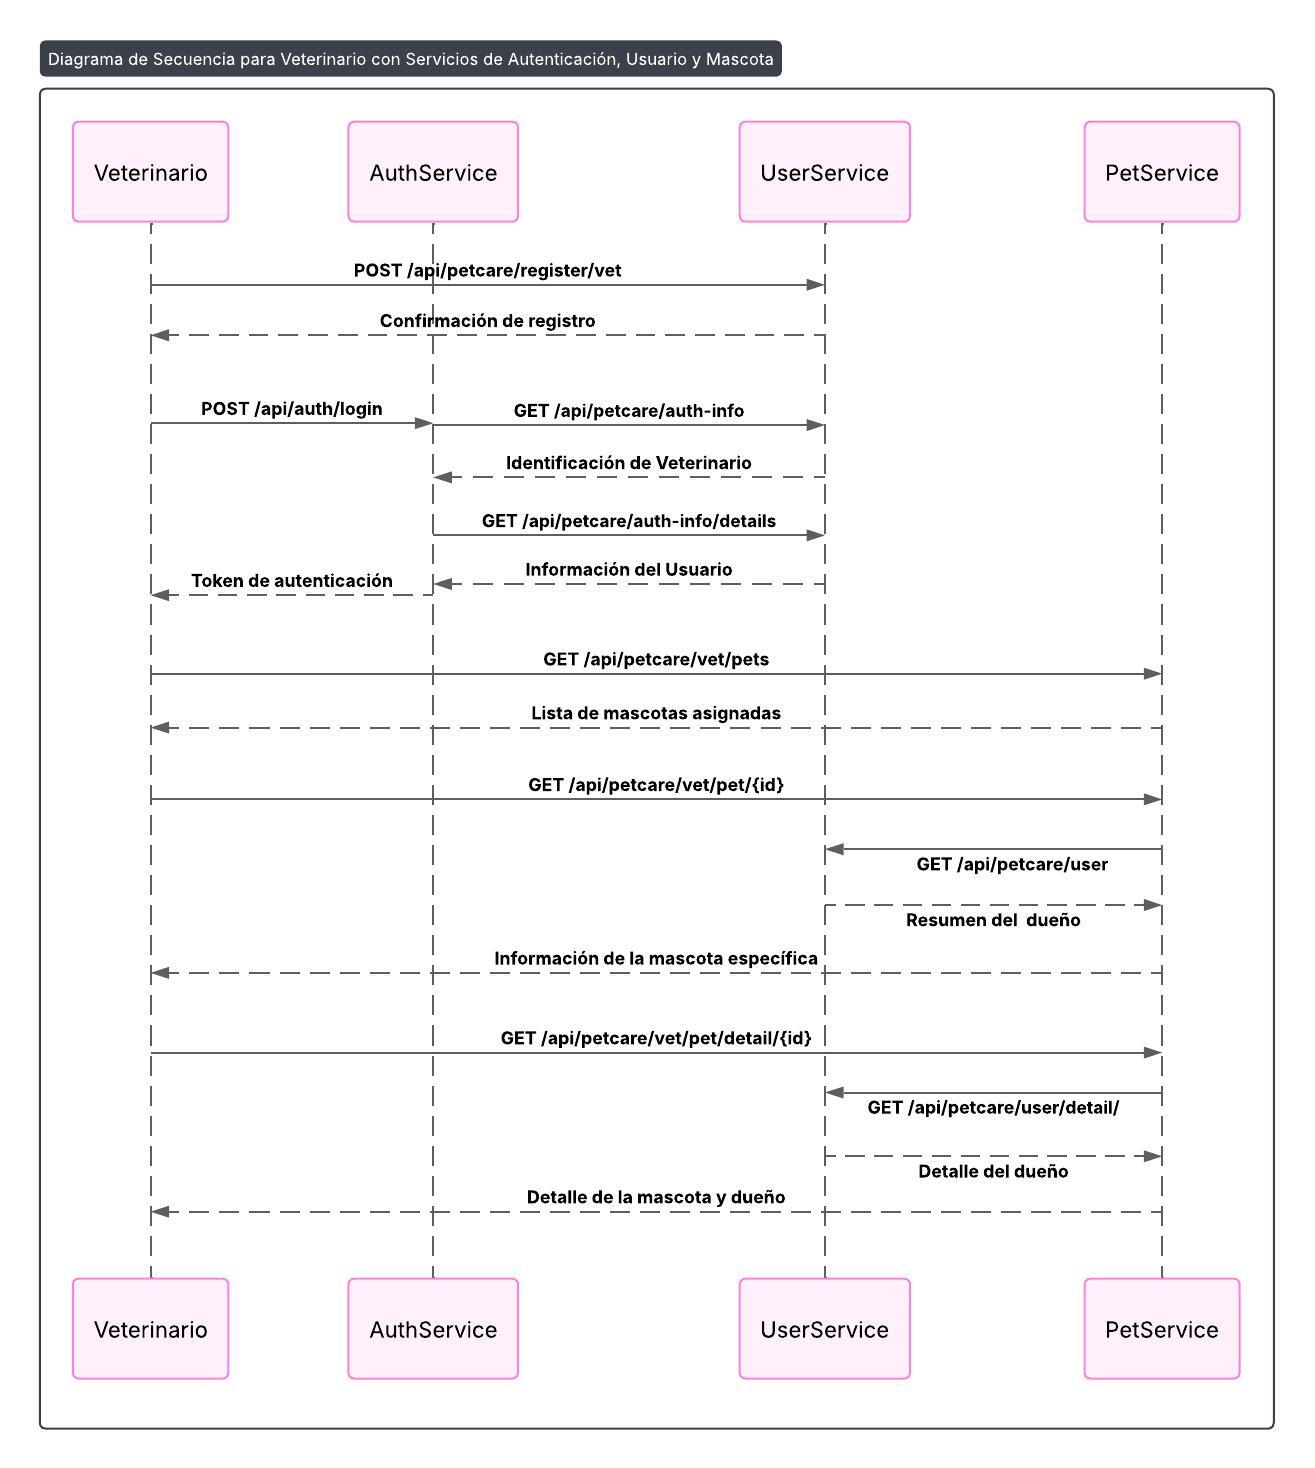 Diagrama de Secuencia para Veterinario con Servicios de Autenticación, Usuario y Mascota
Veterinario
AuthService
UserService
PetService
POST /api/petcare/register/vet
Confirmación de registro
POST /api/auth/login
GET /api/petcare/auth-info
Identificación de Veterinario
GET /api/petcare/auth-info/details
Información del Usuario
Token de autenticación
GET /api/petcare/vet/pets
Lista de mascotas asignadas
GET /api/petcare/vet/pet/{id}
GET /api/petcare/user
Resumen del  dueño
Información de la mascota específica
GET /api/petcare/vet/pet/detail/{id}
GET /api/petcare/user/detail/
Detalle del dueño
Detalle de la mascota y dueño
Veterinario
AuthService
UserService
PetService